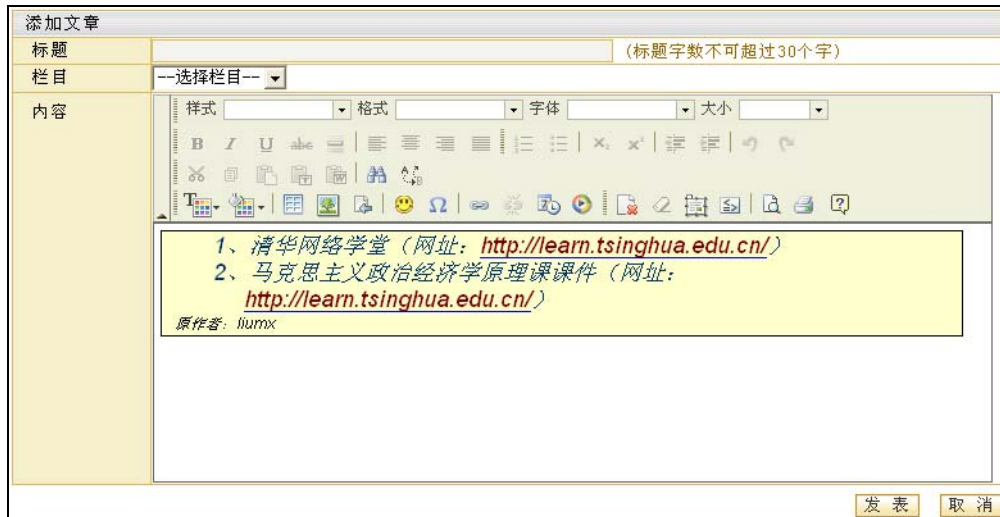 添加文章
标题 (标题字数不可超过30个字)
栏目 --选择栏目--
内容 样式 格式 字体 大小
B I U abc X₂ X²
1、清华网络学堂（网址：http://learn.tsinghua.edu.cn/）
2、马克思主义政治经济学原理课课件（网址：
http://learn.tsinghua.edu.cn/）
原作者：liumx
发 表 取 消